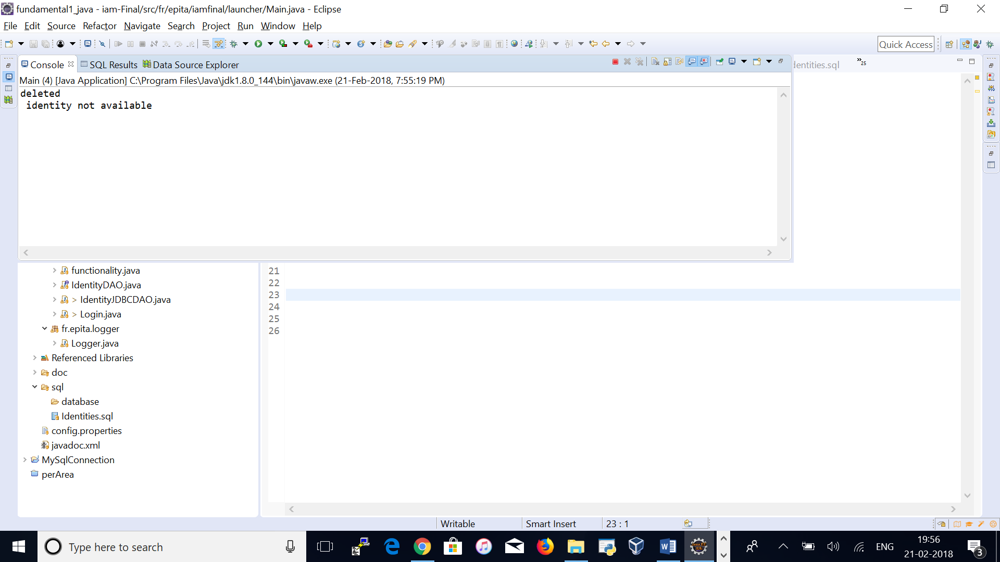 fundamental1_java - iam-Final/src/fr/epita/iamfinal/launcher/Main.java - Eclipse
File Edit Source Refactor Navigate Search Project Run Window Help
Quick Access
Console SQL Results Data Source Explorer
dentities.sql
»25
Main (4) [Java Application] C:\Program Files\Java\jdk1.8.0_144\bin\javaw.exe (21-Feb-2018, 7:55:19 PM)
deleted
identity not available
functionality.java
IdentityDAO.java
> IdentityJDBCDAO.java
> Login.java
fr.epita.logger
Logger.java
Referenced Libraries
doc
sql
database
Identities.sql
config.properties
javadoc.xml
MySqlConnection
perArea
21
22
23
24
25
26
Writable Smart Insert 23 : 1
Type here to search
ENG
19:56
21-02-2018
3